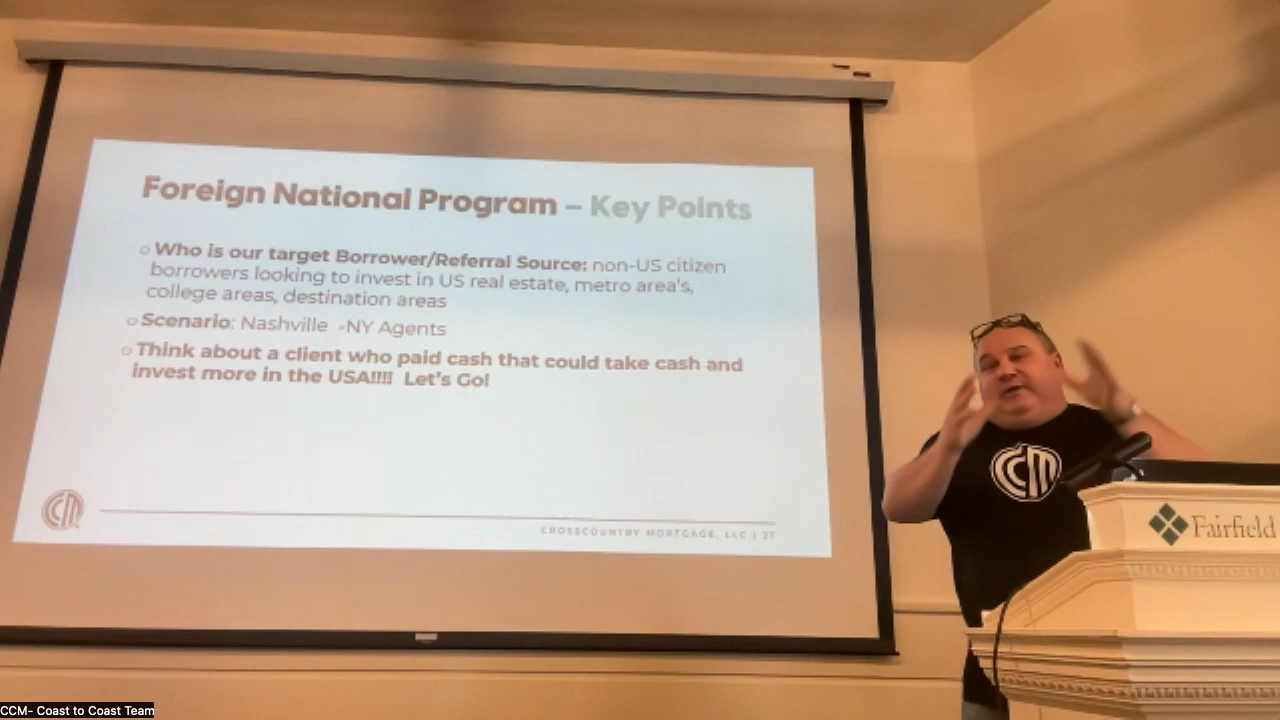 Foreign National Program – Key Points
○ Who is our target Borrower/Referral Source: non-US citizen
borrowers looking to invest in US real estate, metro area's,
college areas, destination areas
○ Scenario: Nashville -NY Agents
○ Think about a client who paid cash that could take cash and
invest more in the USA!!!! Let's Go!
CCM
CROSSCOUNTRY MORTGAGE, LLC | 27
CCM
Fairfield
CCM- Coast to Coast Team